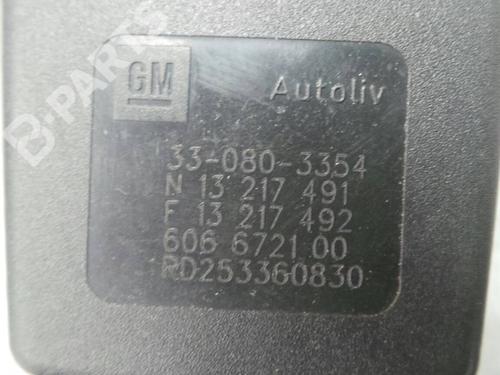 B-PARTS
GM Autoliv
33-080-3354
N 13 217 491
F 13 217 492
606 6721 00
RD253360830